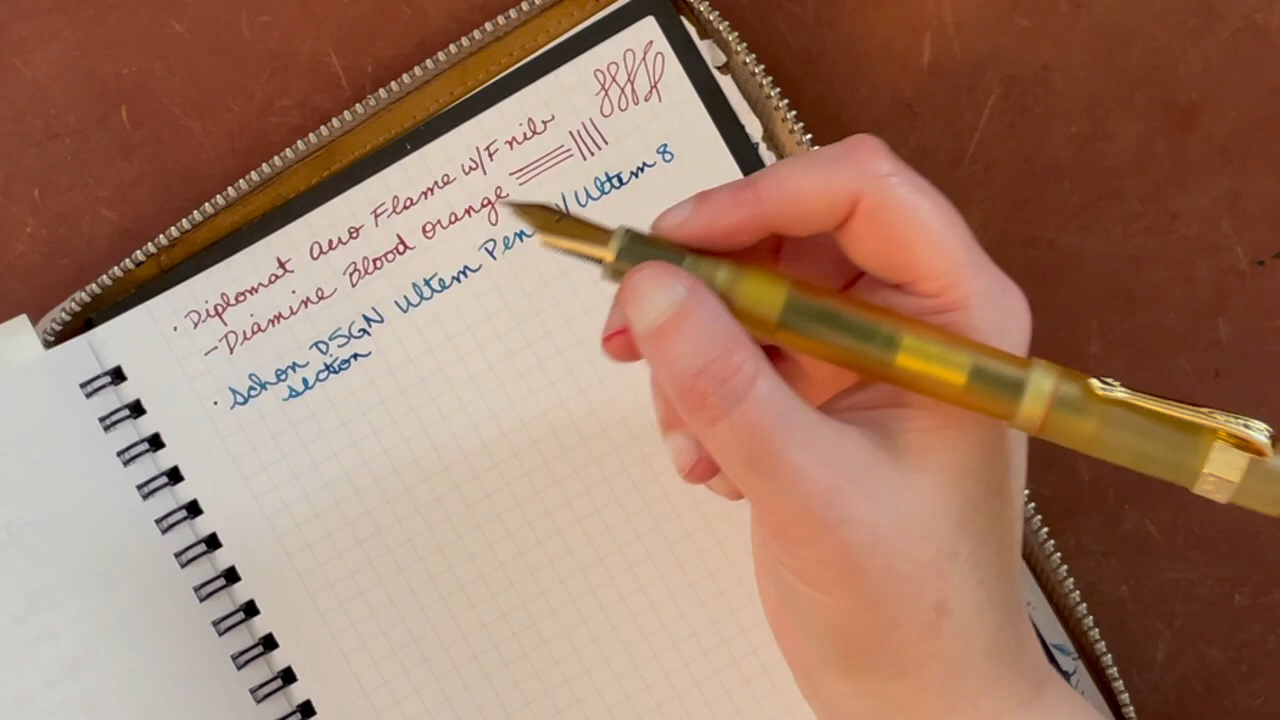 · Diplomat Aero Flame w/F nib
- Diamine Blood Orange
· Schon DSGN Ultem Pen Ultem 8
section